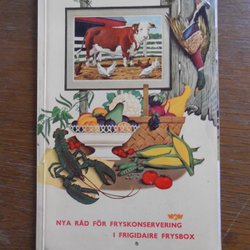 NYA RÅD FÖR FRYSKONSERVERING
I FRIGIDAIRE FRYSBOX